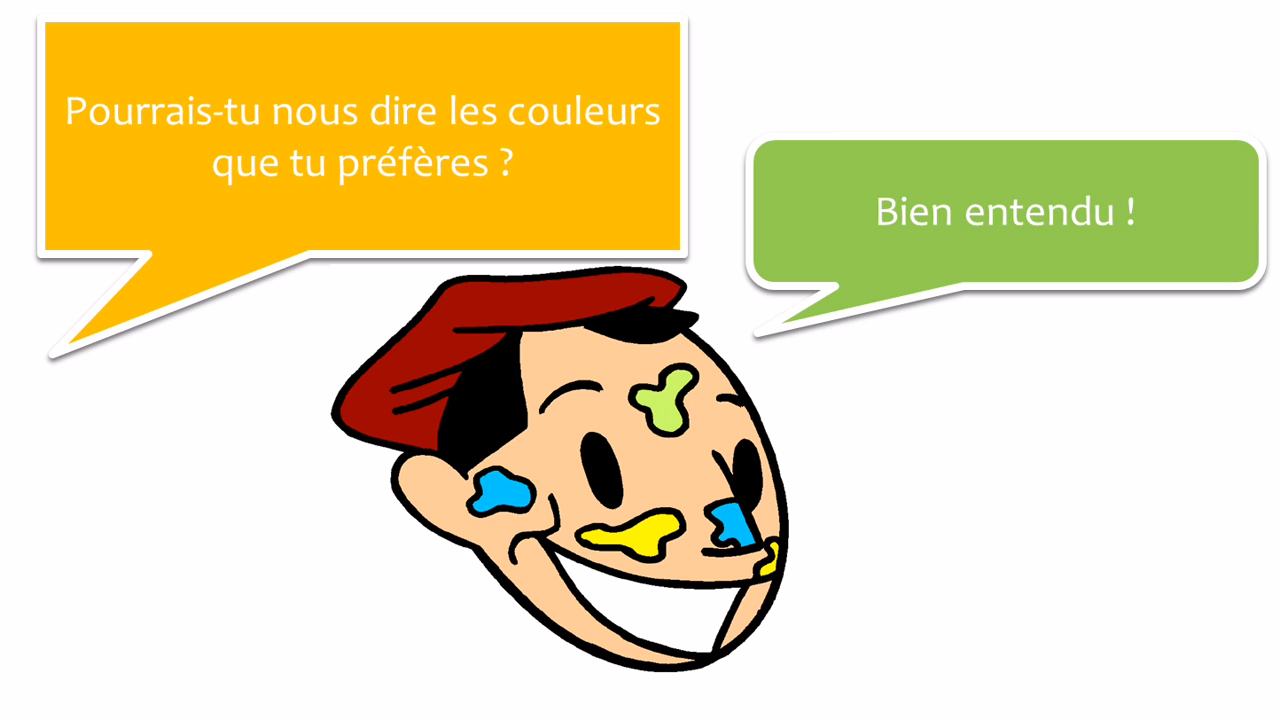 Pourrais-tu nous dire les couleurs
que tu préfères ?
Bien entendu !